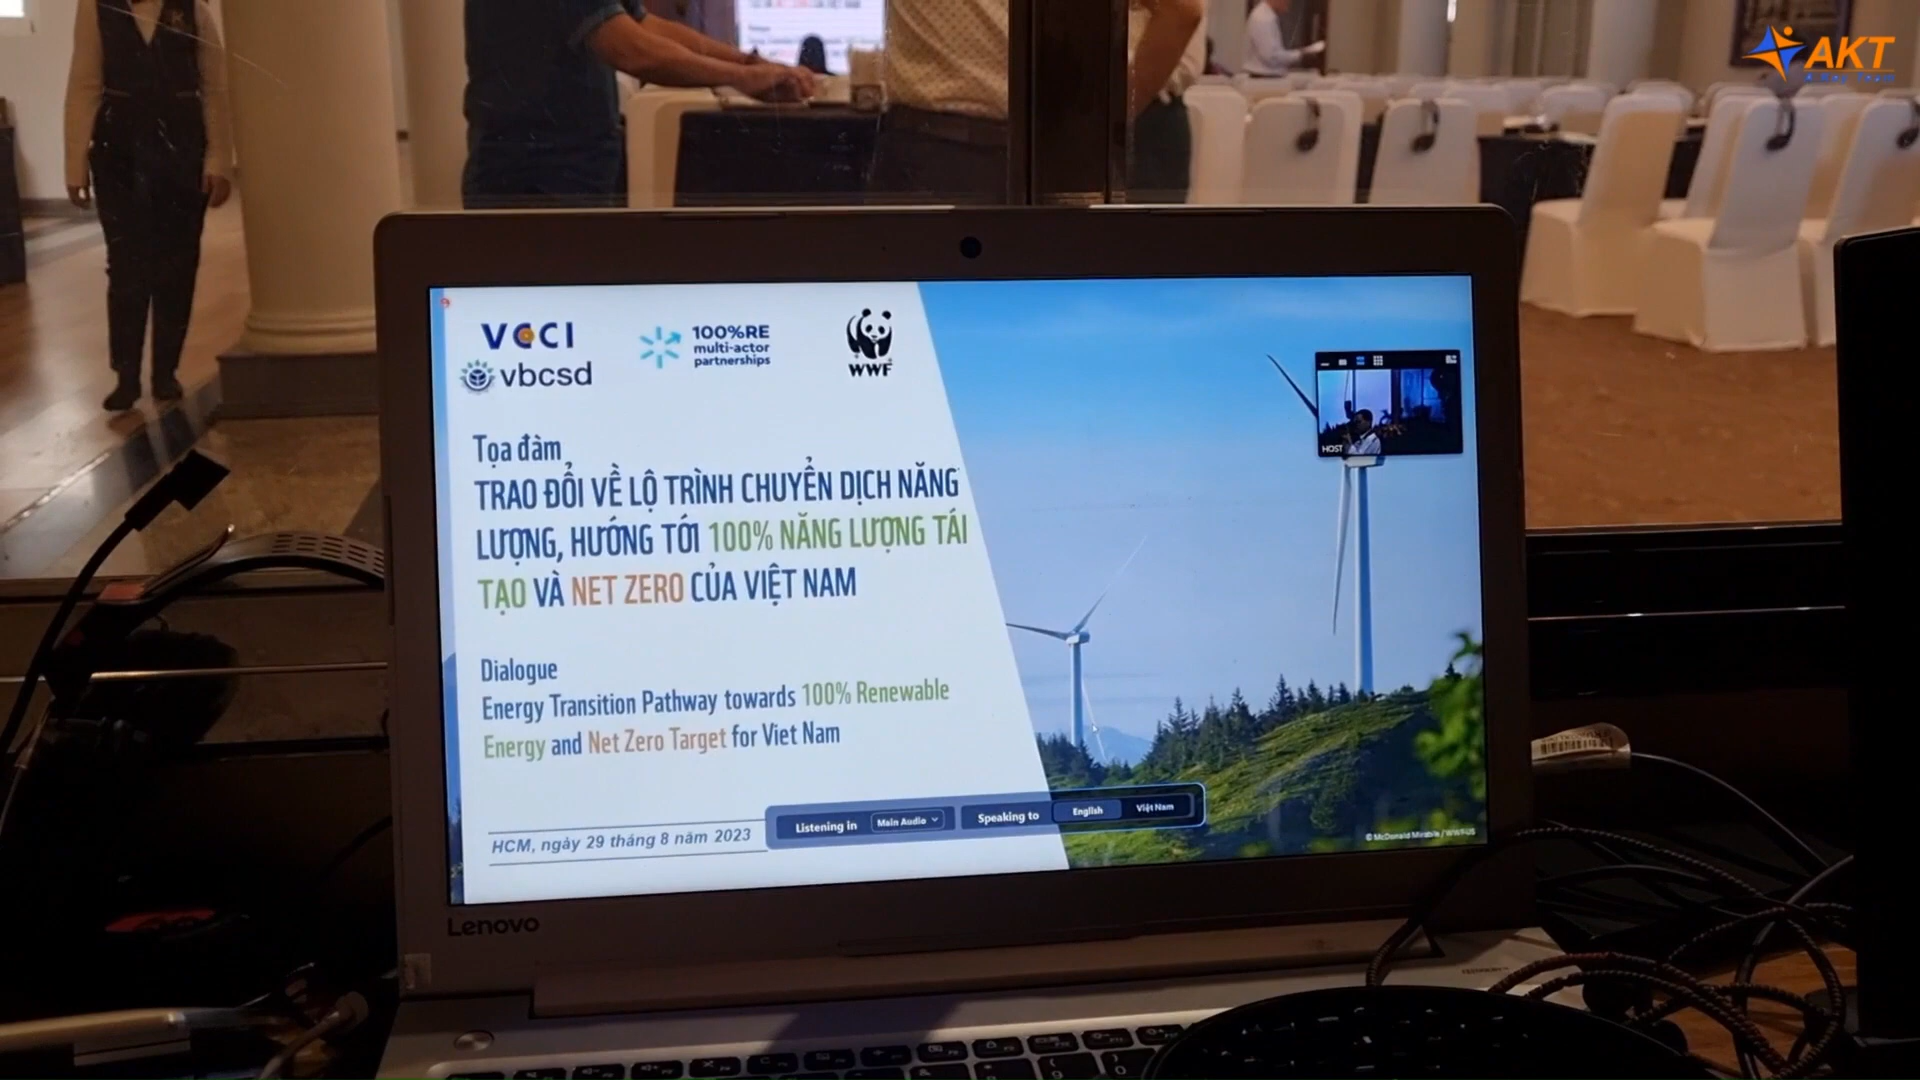 AKT
VCCI
vbcsd
100%RE
multi-actor
partnerships
WWF
Tọa đàm
TRAO ĐỔI VỀ LỘ TRÌNH CHUYỂN DỊCH NĂNG
LƯỢNG, HƯỚNG TỚI 100% NĂNG LƯỢNG TÁI
TẠO VÀ NET ZERO CỦA VIỆT NAM
Dialogue
Energy Transition Pathway towards 100% Renewable
Energy and Net Zero Target for Viet Nam
HOST
HCM, ngày 29 tháng 8 năm 2023
Listening in Main Audio Speaking to English Việt Nam
Lenovo